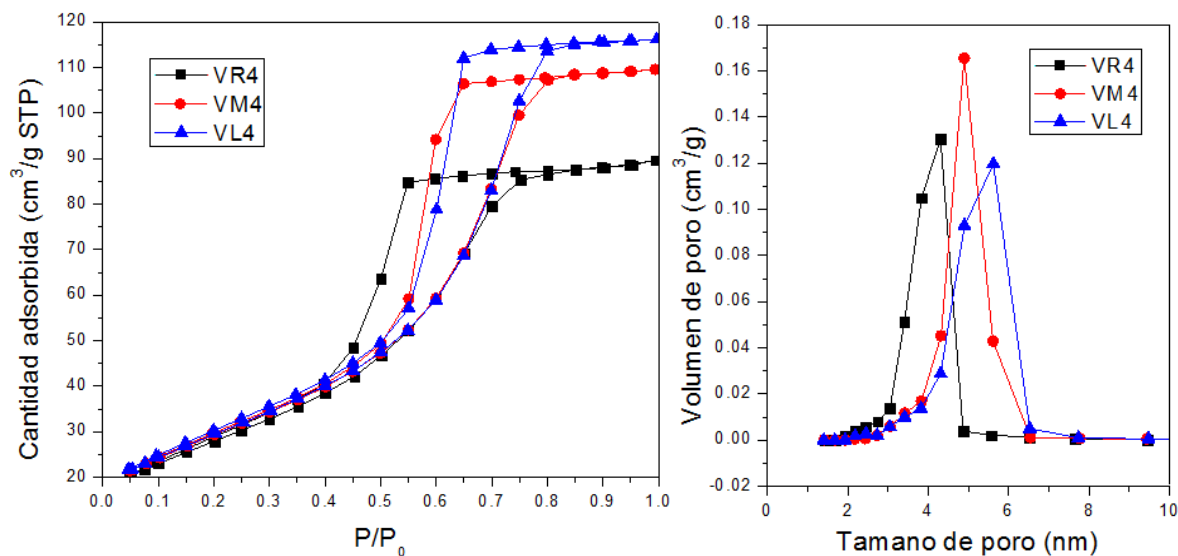 Cantidad adsorbida (cm³/g STP)
120
110
100
90
80
70
60
50
40
30
20
VR4
VM4
VL4
0.0 0.1 0.2 0.3 0.4 0.5 0.6 0.7 0.8 0.9 1.0
P/P₀
Volumen de poro (cm³/g)
0.18
0.16
0.14
0.12
0.10
0.08
0.06
0.04
0.02
0.00
-0.02
VR4
VM4
VL4
0 2 4 6 8 10
Tamano de poro (nm)